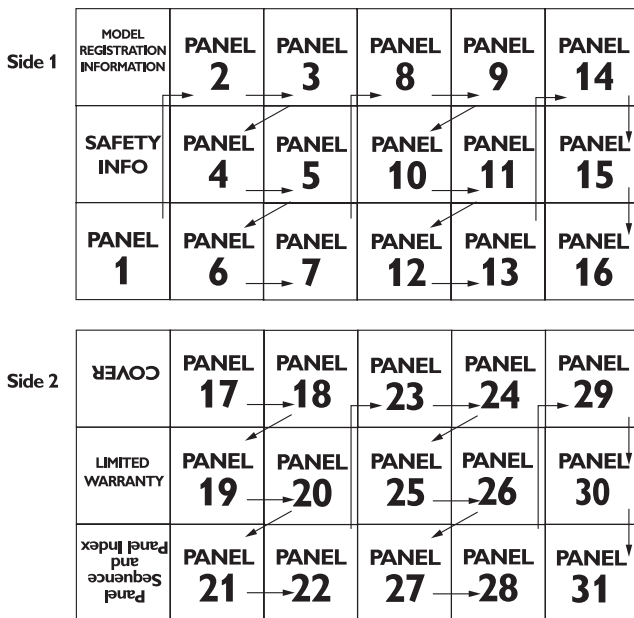 Side 1
MODEL
REGISTRATION
INFORMATION
PANEL
2
PANEL
3
PANEL
8
PANEL
9
PANEL
14
SAFETY
INFO
PANEL
4
PANEL
5
PANEL
10
PANEL
11
PANEL
15
PANEL
1
PANEL
6
PANEL
7
PANEL
12
PANEL
13
PANEL
16
Side 2
COVER
PANEL
17
PANEL
18
PANEL
23
PANEL
24
PANEL
29
LIMITED
WARRANTY
PANEL
19
PANEL
20
PANEL
25
PANEL
26
PANEL
30
Panel
Sequence
and
Panel Index
PANEL
21
PANEL
22
PANEL
27
PANEL
28
PANEL
31